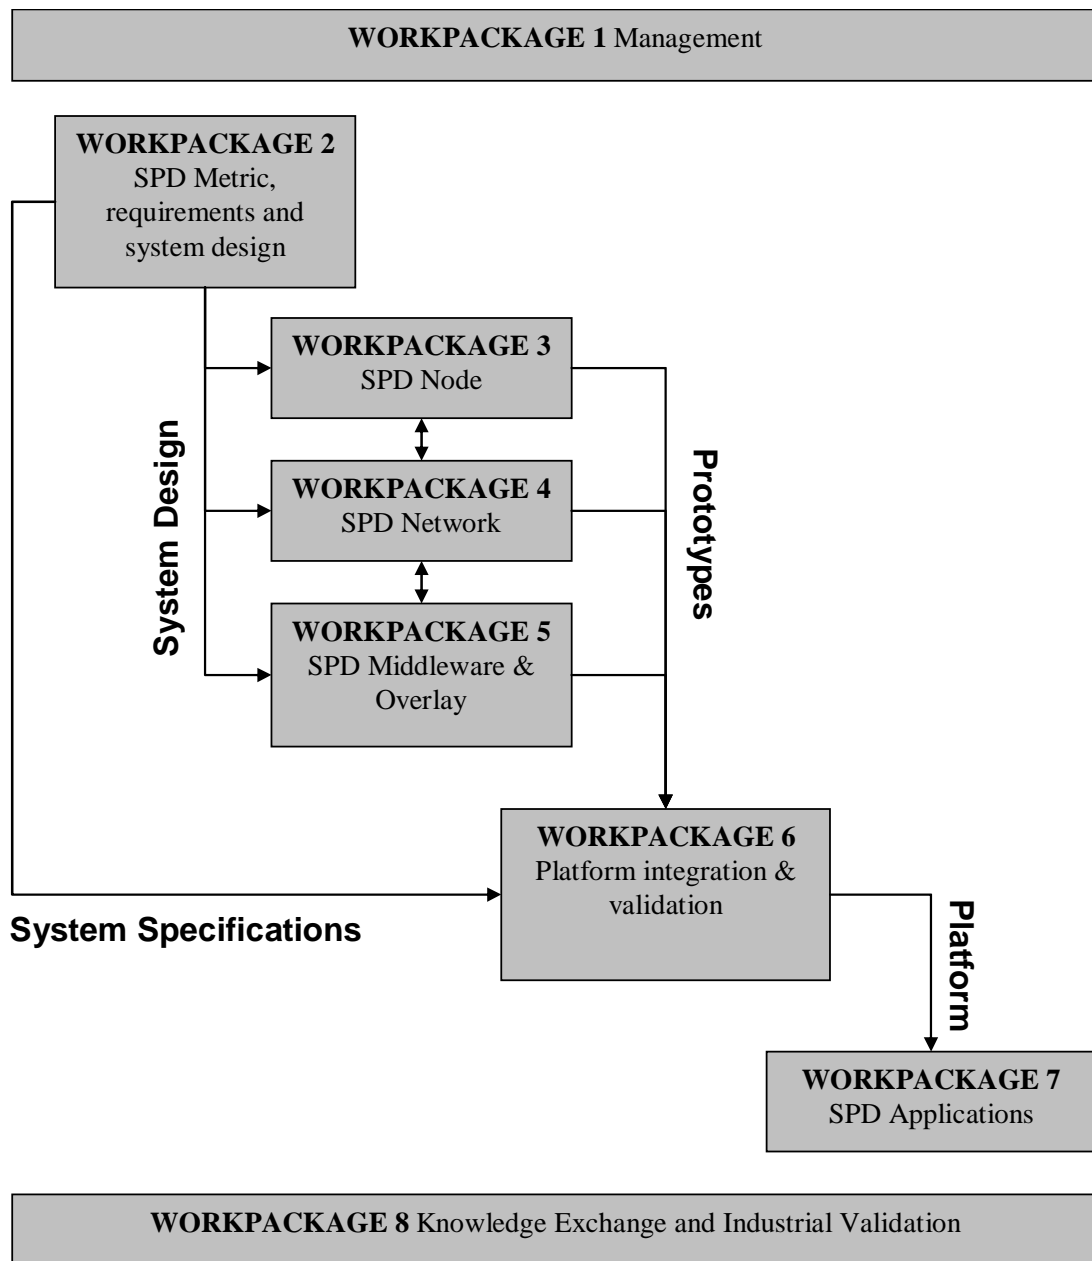 WORKPACKAGE 1 Management
WORKPACKAGE 2
SPD Metric,
requirements and
system design
WORKPACKAGE 3
SPD Node
System Design
WORKPACKAGE 4
SPD Network
Prototypes
WORKPACKAGE 5
SPD Middleware &
Overlay
WORKPACKAGE 6
Platform integration &
validation
System Specifications
Platform
WORKPACKAGE 7
SPD Applications
WORKPACKAGE 8 Knowledge Exchange and Industrial Validation